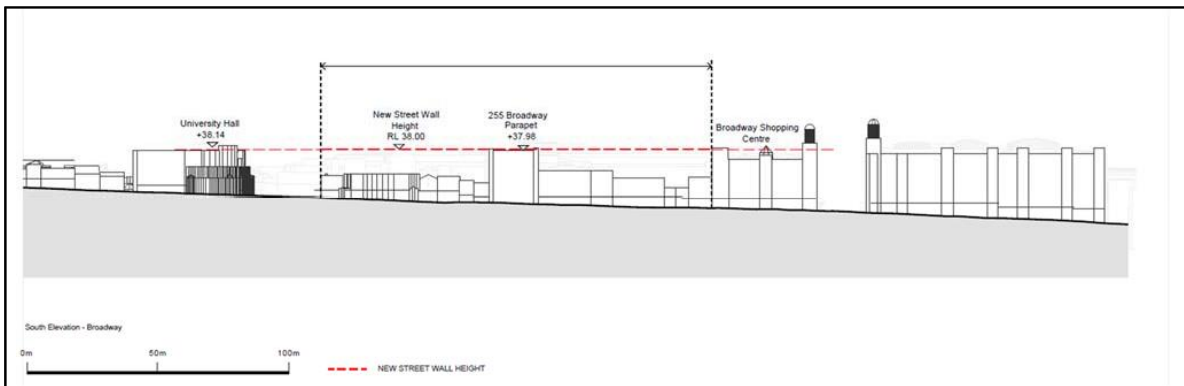 University Hall
+38.14
New Street Wall
Height
RL 38.00
255 Broadway
Parapet
+37.98
Broadway Shopping
Centre
South Elevation - Broadway
0m 50m 100m
NEW STREET WALL HEIGHT